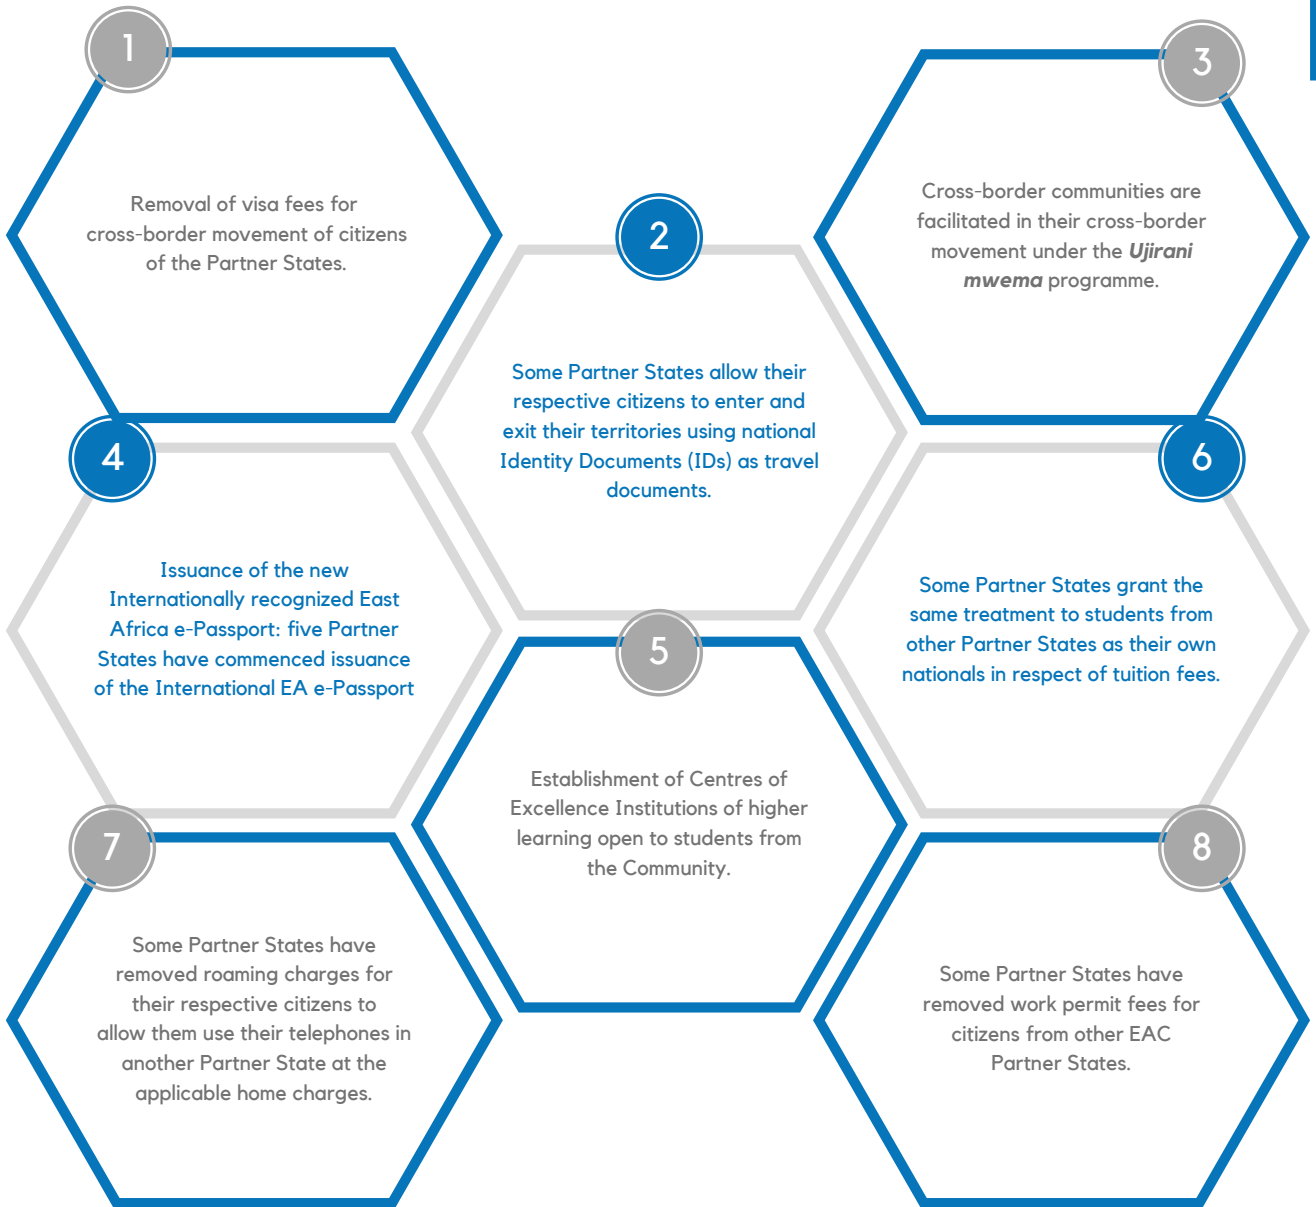 1
Removal of visa fees for
cross-border movement of citizens
of the Partner States.
2
Some Partner States allow their
respective citizens to enter and
exit their territories using national
Identity Documents (IDs) as travel
documents.
3
Cross-border communities are
facilitated in their cross-border
movement under the Ujirani
mwema programme.
4
Issuance of the new
Internationally recognized East
Africa e-Passport: five Partner
States have commenced issuance
of the International EA e-Passport
5
Establishment of Centres of
Excellence Institutions of higher
learning open to students from
the Community.
6
Some Partner States grant the
same treatment to students from
other Partner States as their own
nationals in respect of tuition fees.
7
Some Partner States have
removed roaming charges for
their respective citizens to
allow them use their telephones in
another Partner State at the
applicable home charges.
8
Some Partner States have
removed work permit fees for
citizens from other EAC
Partner States.